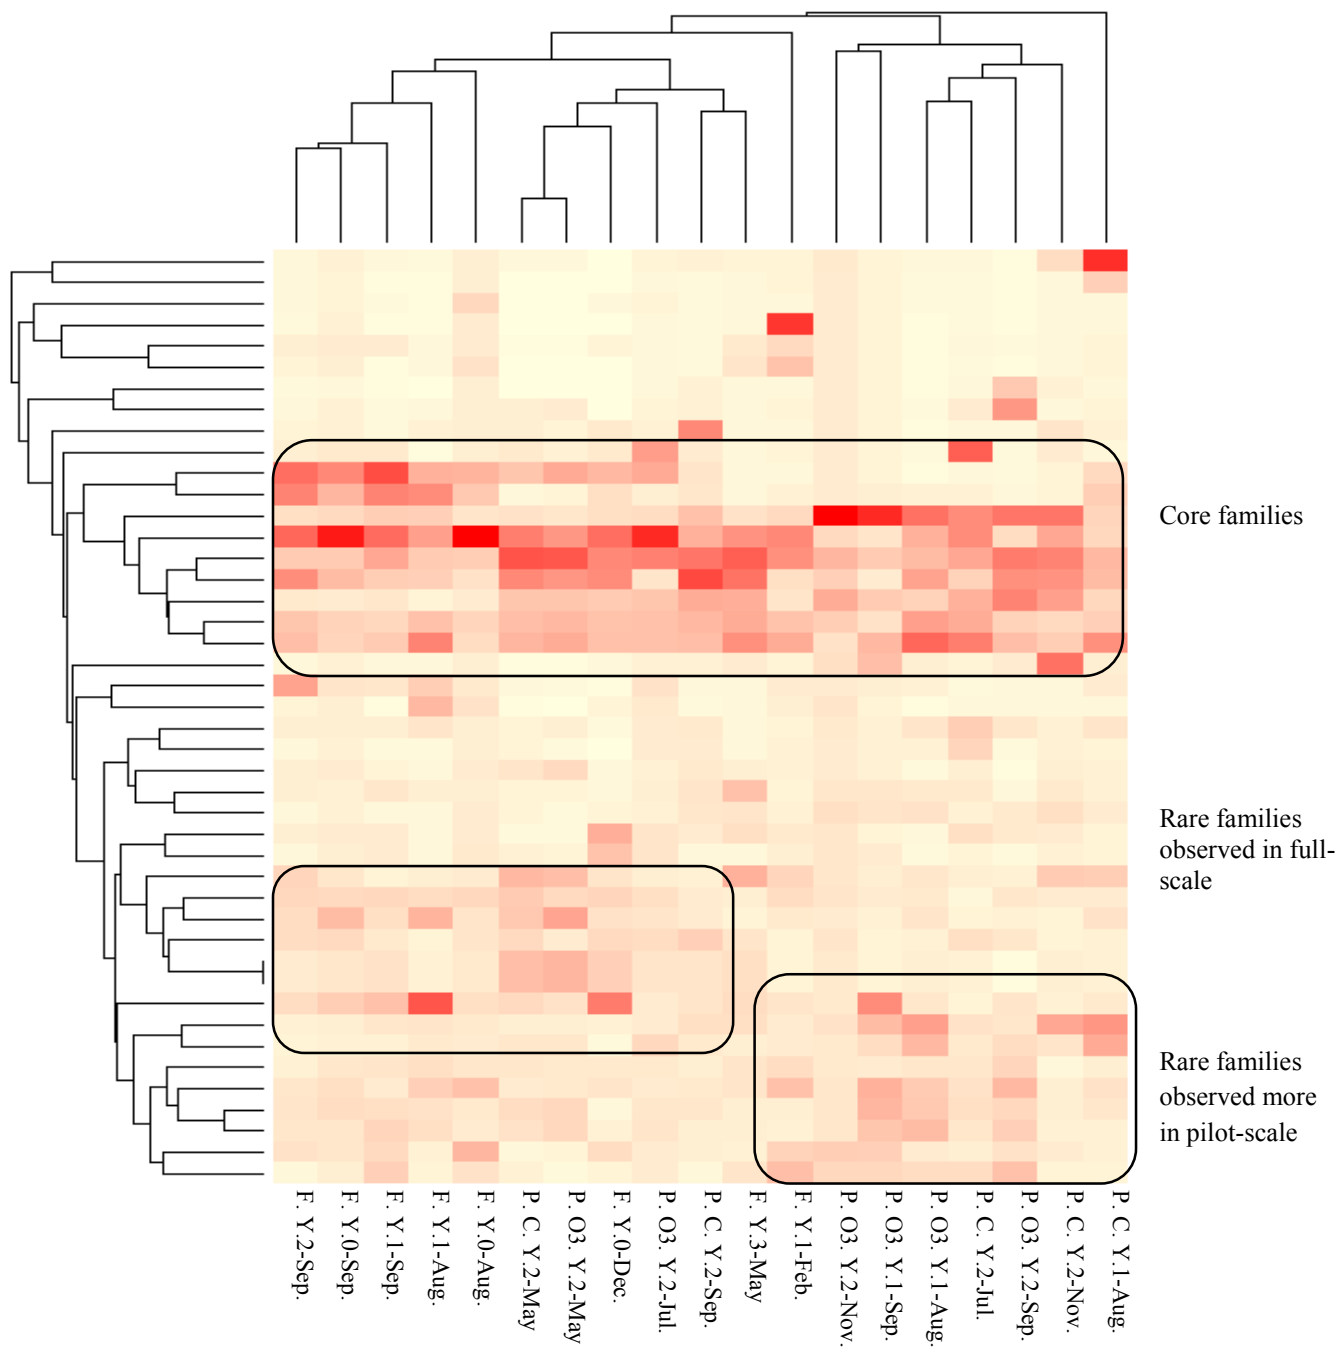 Core families
Rare families
observed in full-
scale
Rare families
observed more
in pilot-scale
F. Y.2-Sep.
F. Y.0-Sep.
F. Y.1-Sep.
F. Y.1-Aug.
F. Y.0-Aug.
P. C. Y.2-May
P. O3. Y.2-May
F. Y.0-Dec.
P. O3. Y.2-Jul.
P. C. Y.2-Sep.
F. Y.3-May
F. Y.1-Feb.
P. O3. Y.2-Nov.
P. O3. Y.1-Sep.
P. O3. Y.1-Aug.
P. C. Y.2-Jul.
P. O3. Y.2-Sep.
P. C. Y.2-Nov.
P. C. Y.1-Aug.